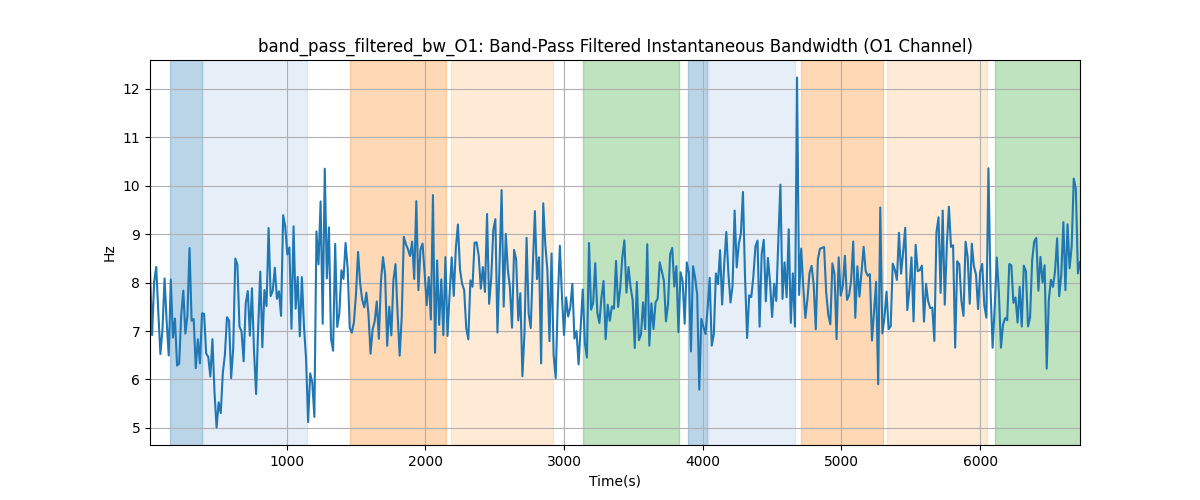 band_pass_filtered_bw_O1: Band-Pass Filtered Instantaneous Bandwidth (O1 Channel)
Hz
12
11
10
9
8
7
6
5
1000 2000 3000 4000 5000 6000
Time(s)